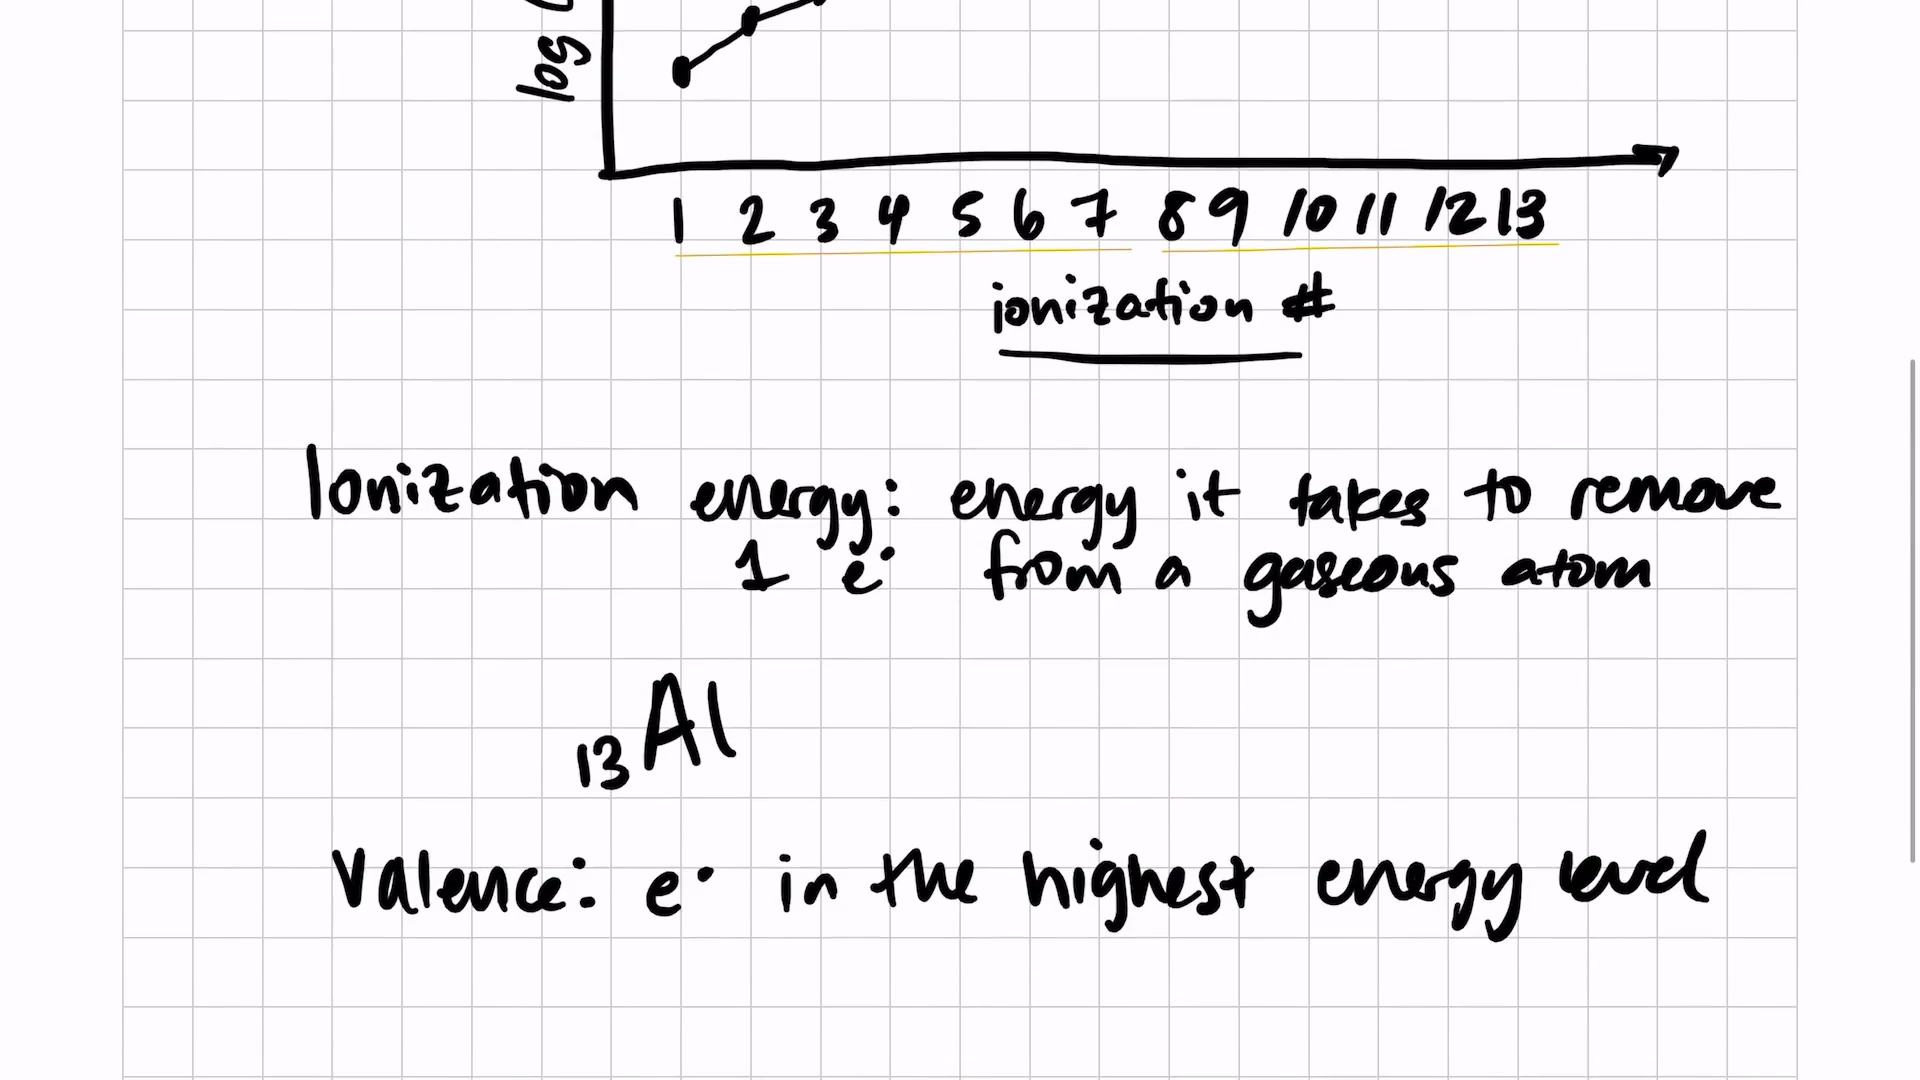 log (
1 2 3 4 5 6 7 8 9 10 11 12 13
ionization #
Ionization energy: energy it takes to remove
1 e- from a gaseous atom
13Al
Valence: e- in the highest energy level